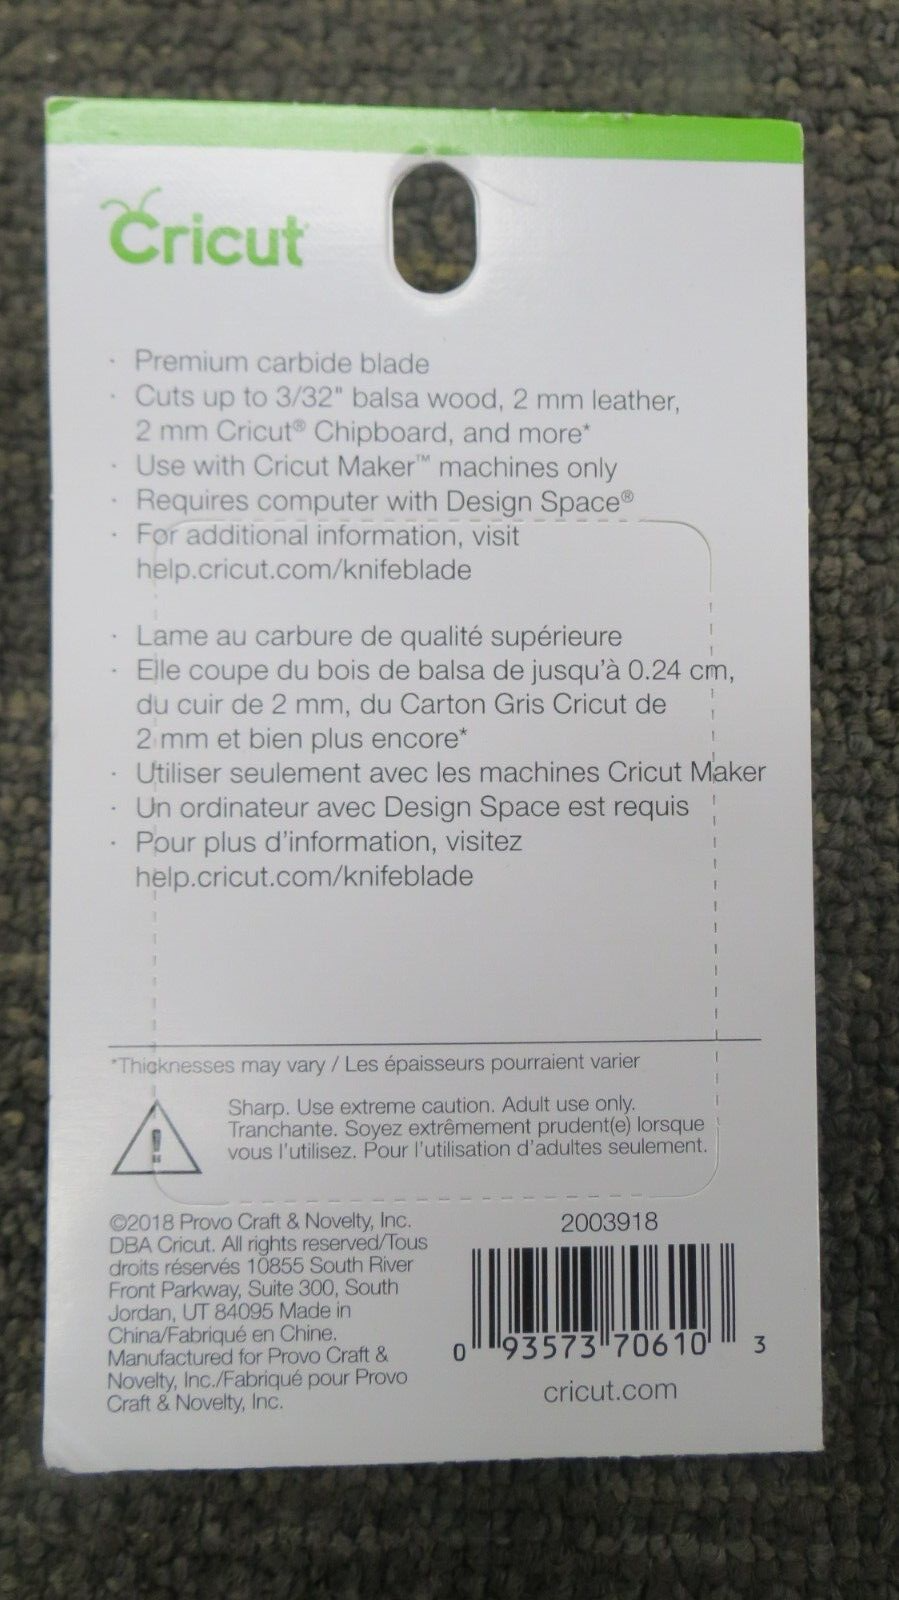 Cricut
· Premium carbide blade
· Cuts up to 3/32" balsa wood, 2 mm leather,
2 mm Cricut® Chipboard, and more*
· Use with Cricut Maker™ machines only
· Requires computer with Design Space®
· For additional information, visit
help.cricut.com/knifeblade
· Lame au carbure de qualité supérieure
· Elle coupe du bois de balsa de jusqu'à 0.24 cm,
du cuir de 2 mm, du Carton Gris Cricut de
2 mm et bien plus encore*
· Utiliser seulement avec les machines Cricut Maker
· Un ordinateur avec Design Space est requis
· Pour plus d'information, visitez
help.cricut.com/knifeblade
*Thicknesses may vary / Les épaisseurs pourraient varier
Sharp. Use extreme caution. Adult use only.
Tranchante. Soyez extrêmement prudent(e) lorsque
vous l'utilisez. Pour l'utilisation d'adultes seulement.
©2018 Provo Craft & Novelty, Inc.
DBA Cricut. All rights reserved/Tous
droits réservés 10855 South River
Front Parkway, Suite 300, South
Jordan, UT 84095 Made in
China/Fabriqué en Chine.
Manufactured for Provo Craft &
Novelty, Inc./Fabriqué pour Provo
Craft & Novelty, Inc.
2003918
0 93573 70610 3
cricut.com